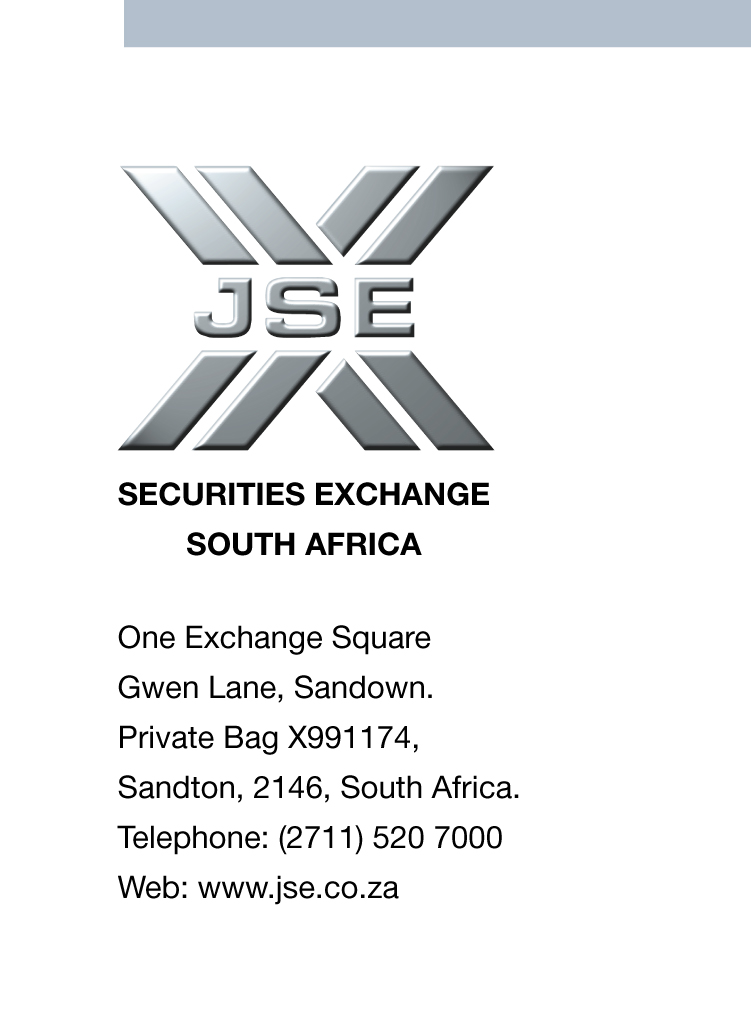 JSE
SECURITIES EXCHANGE
SOUTH AFRICA
One Exchange Square
Gwen Lane, Sandown.
Private Bag X991174,
Sandton, 2146, South Africa.
Telephone: (2711) 520 7000
Web: www.jse.co.za